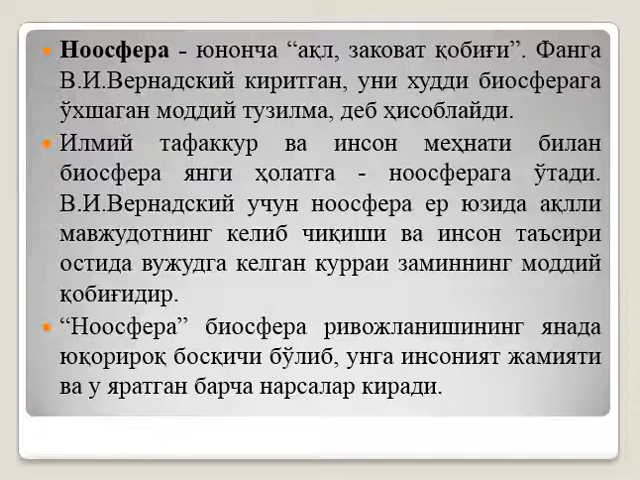 Ноосфера - юнонча “ақл, заковат қобиғи”. Фанга
В.И.Вернадский киритган, уни худди биосферага
ўхшаган моддий тузилма, деб ҳисоблайди.
Илмий тафаккур ва инсон меҳнати билан
биосфера янги ҳолатга - ноосферага ўтади.
В.И.Вернадский учун ноосфера ер юзида ақлли
мавжудотнинг келиб чиқиши ва инсон таъсири
остида вужудга келган курраи заминнинг моддий
қобиғидир.
“Ноосфера” биосфера ривожланишининг янада
юқорироқ босқичи бўлиб, унга инсоният жамияти
ва у яратган барча нарсалар киради.